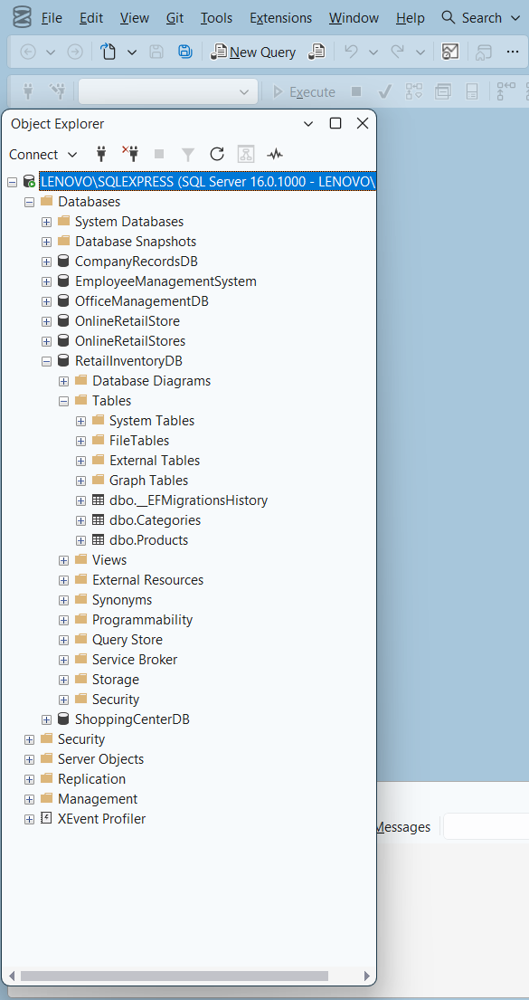 File Edit View Git Tools Extensions Window Help Search
New Query
Execute
Object Explorer
Connect
LENOVO\SQLEXPRESS (SQL Server 16.0.1000 - LENOVO\
Databases
System Databases
Database Snapshots
CompanyRecordsDB
EmployeeManagementSystem
OfficeManagementDB
OnlineRetailStore
OnlineRetailStores
RetailInventoryDB
Database Diagrams
Tables
System Tables
FileTables
External Tables
Graph Tables
dbo.__EFMigrationsHistory
dbo.Categories
dbo.Products
Views
External Resources
Synonyms
Programmability
Query Store
Service Broker
Storage
Security
ShoppingCenterDB
Security
Server Objects
Replication
Management
XEvent Profiler
Messages